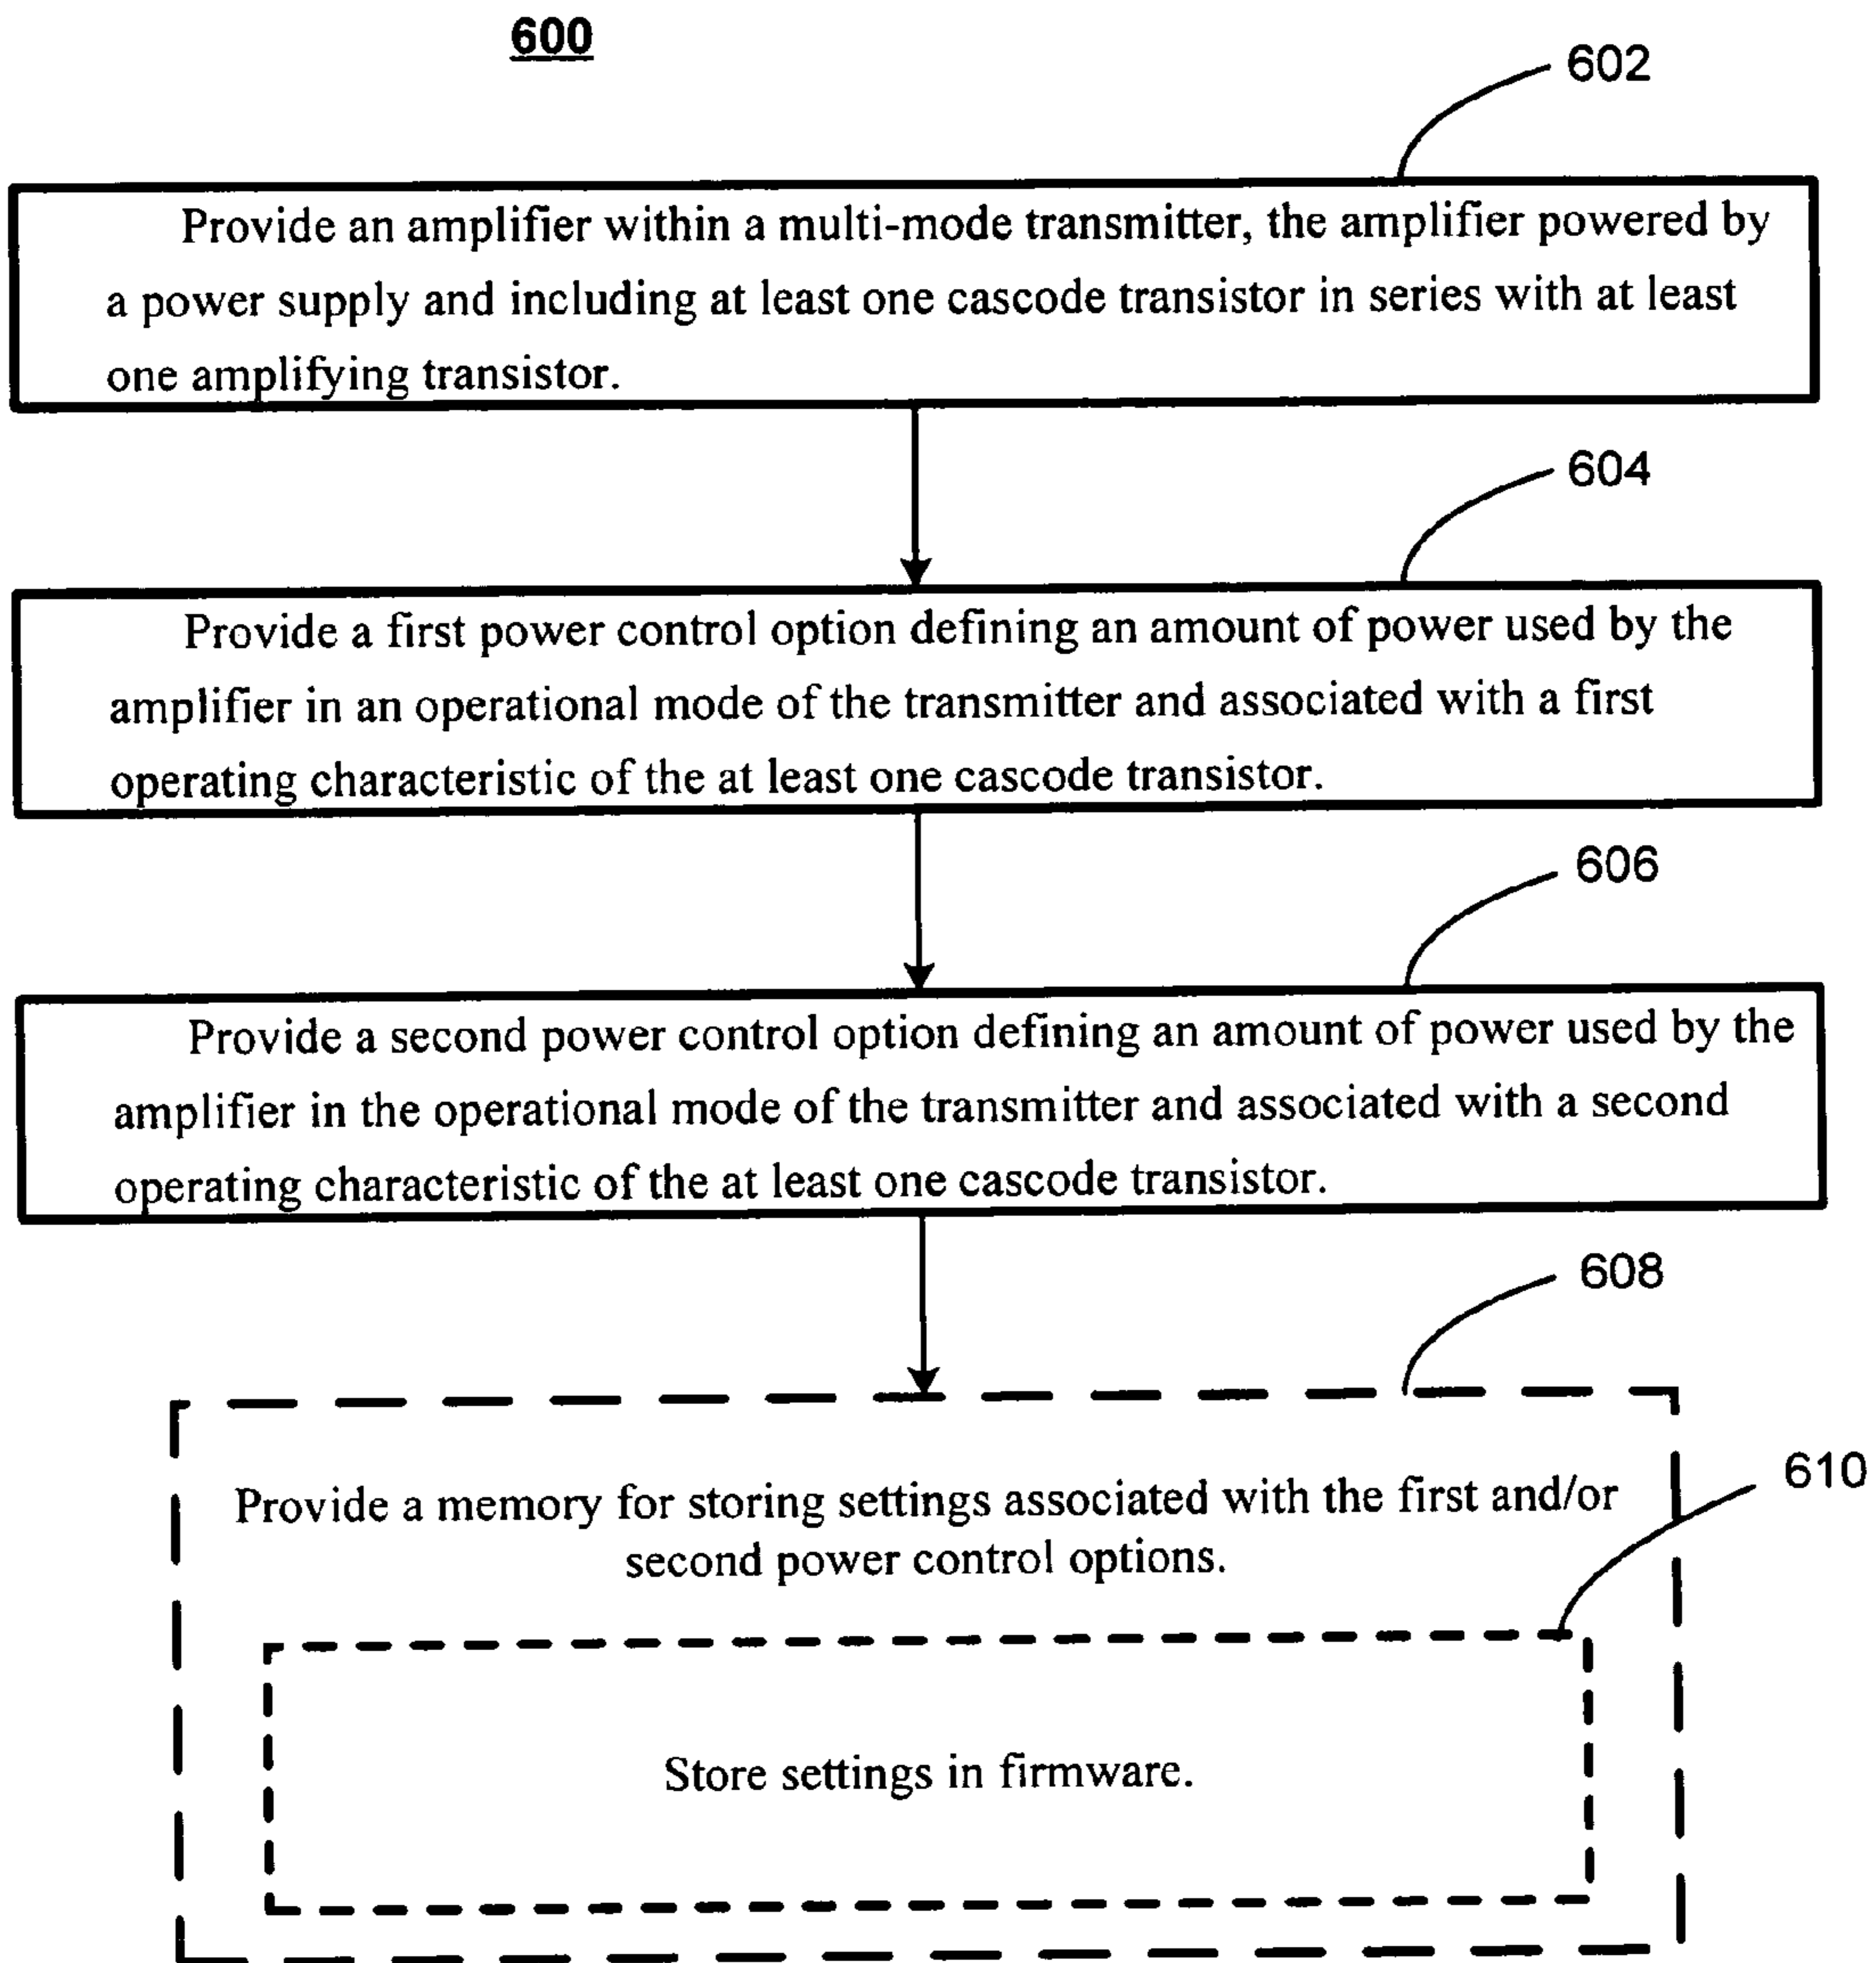 600
602
Provide an amplifier within a multi-mode transmitter, the amplifier powered by
a power supply and including at least one cascode transistor in series with at least
one amplifying transistor.
604
Provide a first power control option defining an amount of power used by the
amplifier in an operational mode of the transmitter and associated with a first
operating characteristic of the at least one cascode transistor.
606
Provide a second power control option defining an amount of power used by the
amplifier in the operational mode of the transmitter and associated with a second
operating characteristic of the at least one cascode transistor.
608
610
Provide a memory for storing settings associated with the first and/or
second power control options.
Store settings in firmware.